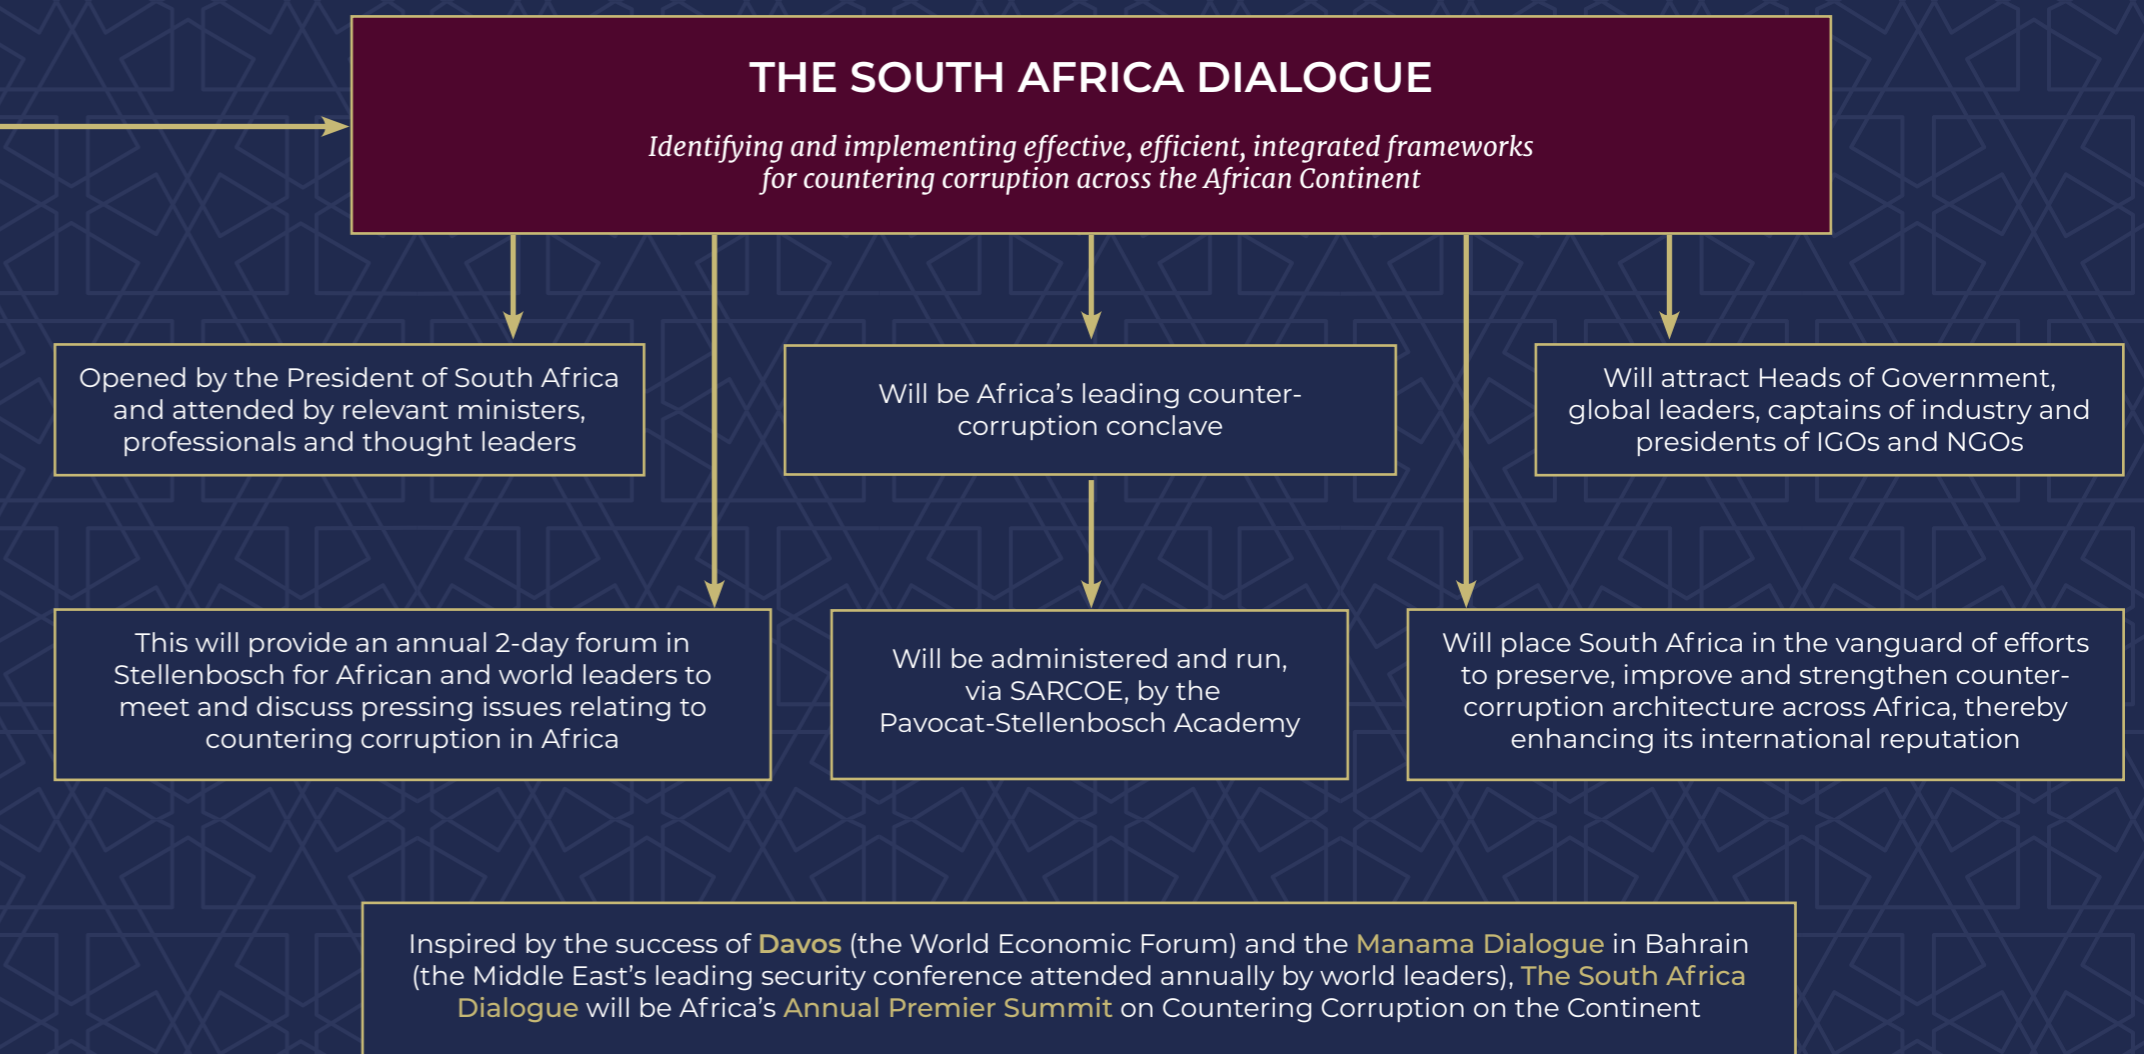 THE SOUTH AFRICA DIALOGUE
Identifying and implementing effective, efficient, integrated frameworks
for countering corruption across the African Continent
Opened by the President of South Africa
and attended by relevant ministers,
professionals and thought leaders
Will be Africa’s leading counter-
corruption conclave
Will attract Heads of Government,
global leaders, captains of industry and
presidents of IGOs and NGOs
This will provide an annual 2-day forum in
Stellenbosch for African and world leaders to
meet and discuss pressing issues relating to
countering corruption in Africa
Will be administered and run,
via SARCOE, by the
Pavocat-Stellenbosch Academy
Will place South Africa in the vanguard of efforts
to preserve, improve and strengthen counter-
corruption architecture across Africa, thereby
enhancing its international reputation
Inspired by the success of Davos (the World Economic Forum) and the Manama Dialogue in Bahrain
(the Middle East’s leading security conference attended annually by world leaders), The South Africa
Dialogue will be Africa’s Annual Premier Summit on Countering Corruption on the Continent